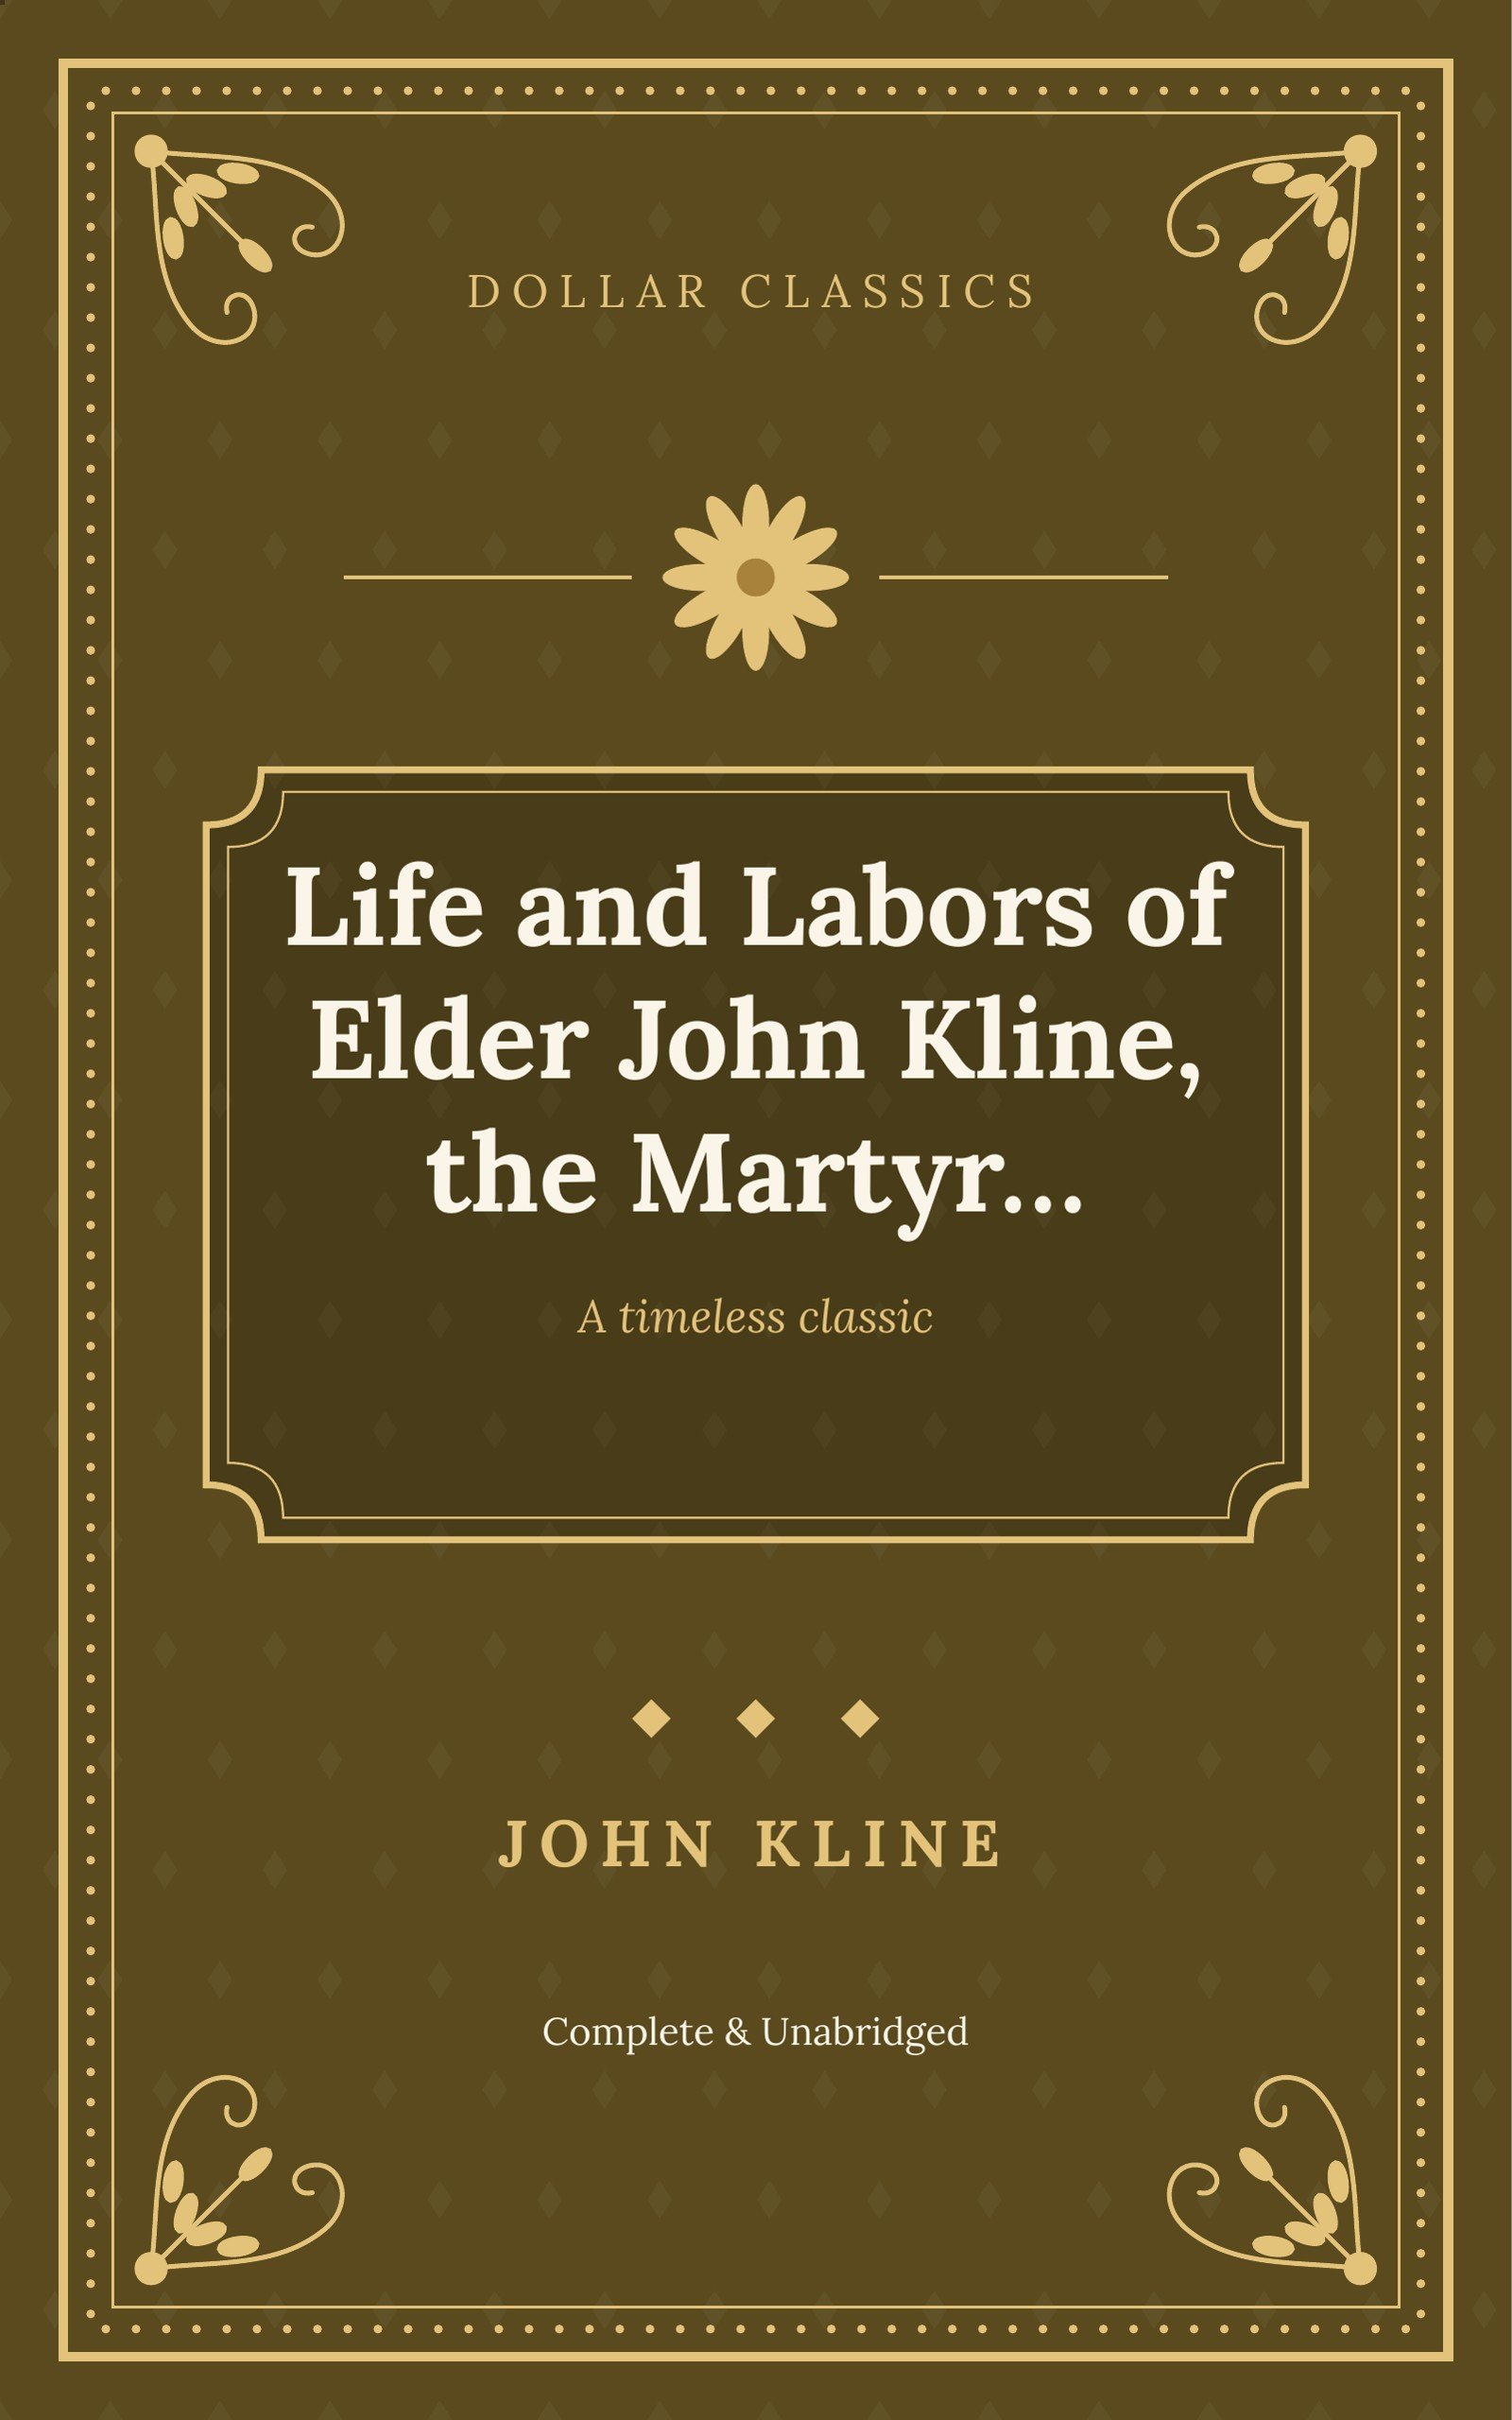 DOLLAR CLASSICS
Life and Labors of
Elder John Kline,
the Martyr...
A timeless classic
JOHN KLINE
Complete & Unabridged